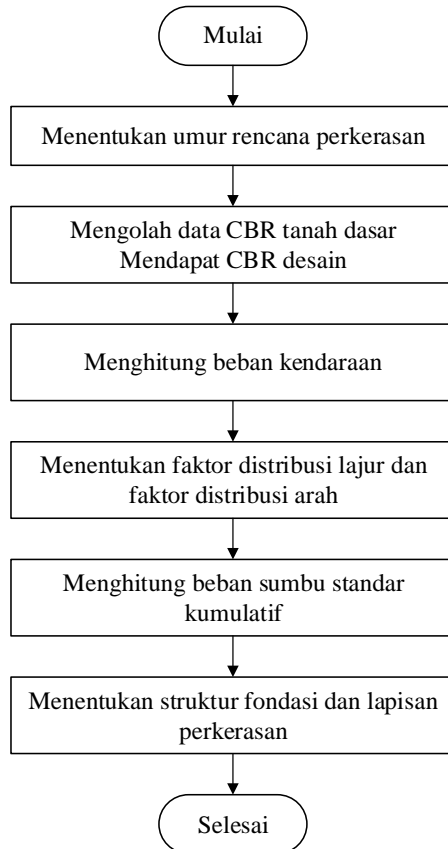 Mulai
Menentukan umur rencana perkerasan
Mengolah data CBR tanah dasar
Mendapat CBR desain
Menghitung beban kendaraan
Menentukan faktor distribusi lajur dan
faktor distribusi arah
Menghitung beban sumbu standar
kumulatif
Menentukan struktur fondasi dan lapisan
perkerasan
Selesai